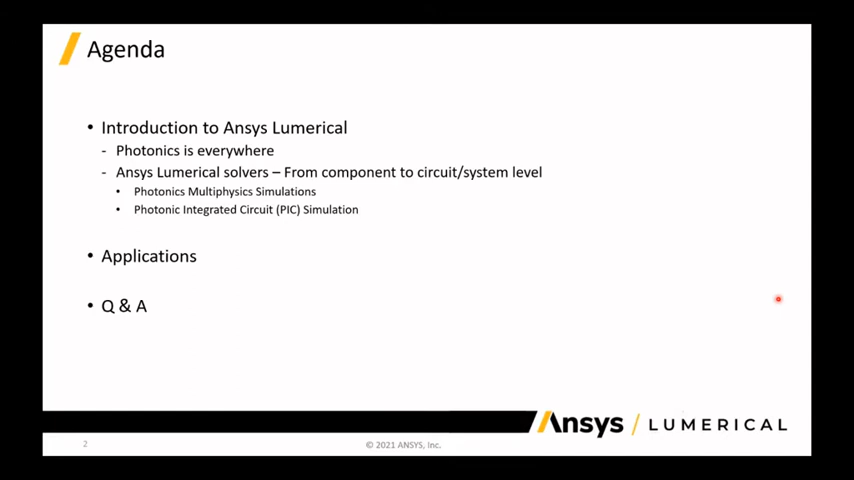 Agenda
• Introduction to Ansys Lumerical
- Photonics is everywhere
- Ansys Lumerical solvers – From component to circuit/system level
• Photonics Multiphysics Simulations
• Photonic Integrated Circuit (PIC) Simulation
• Applications
• Q & A
Ansys / LUMERICAL
2
© 2021 ANSYS, Inc.